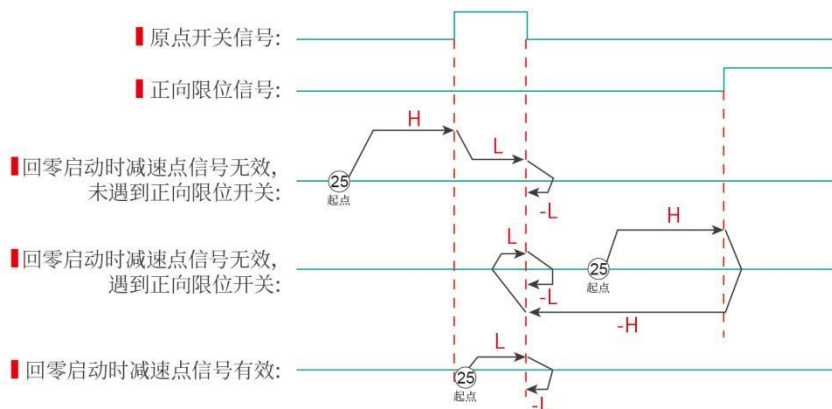 原点开关信号:
正向限位信号:
H
L
回零启动时减速点信号无效,
未遇到正向限位开关:
25
起点
-L
H
L
回零启动时减速点信号无效,
遇到正向限位开关:
25
起点
-L
-H
L
回零启动时减速点信号有效:
25
起点
-L